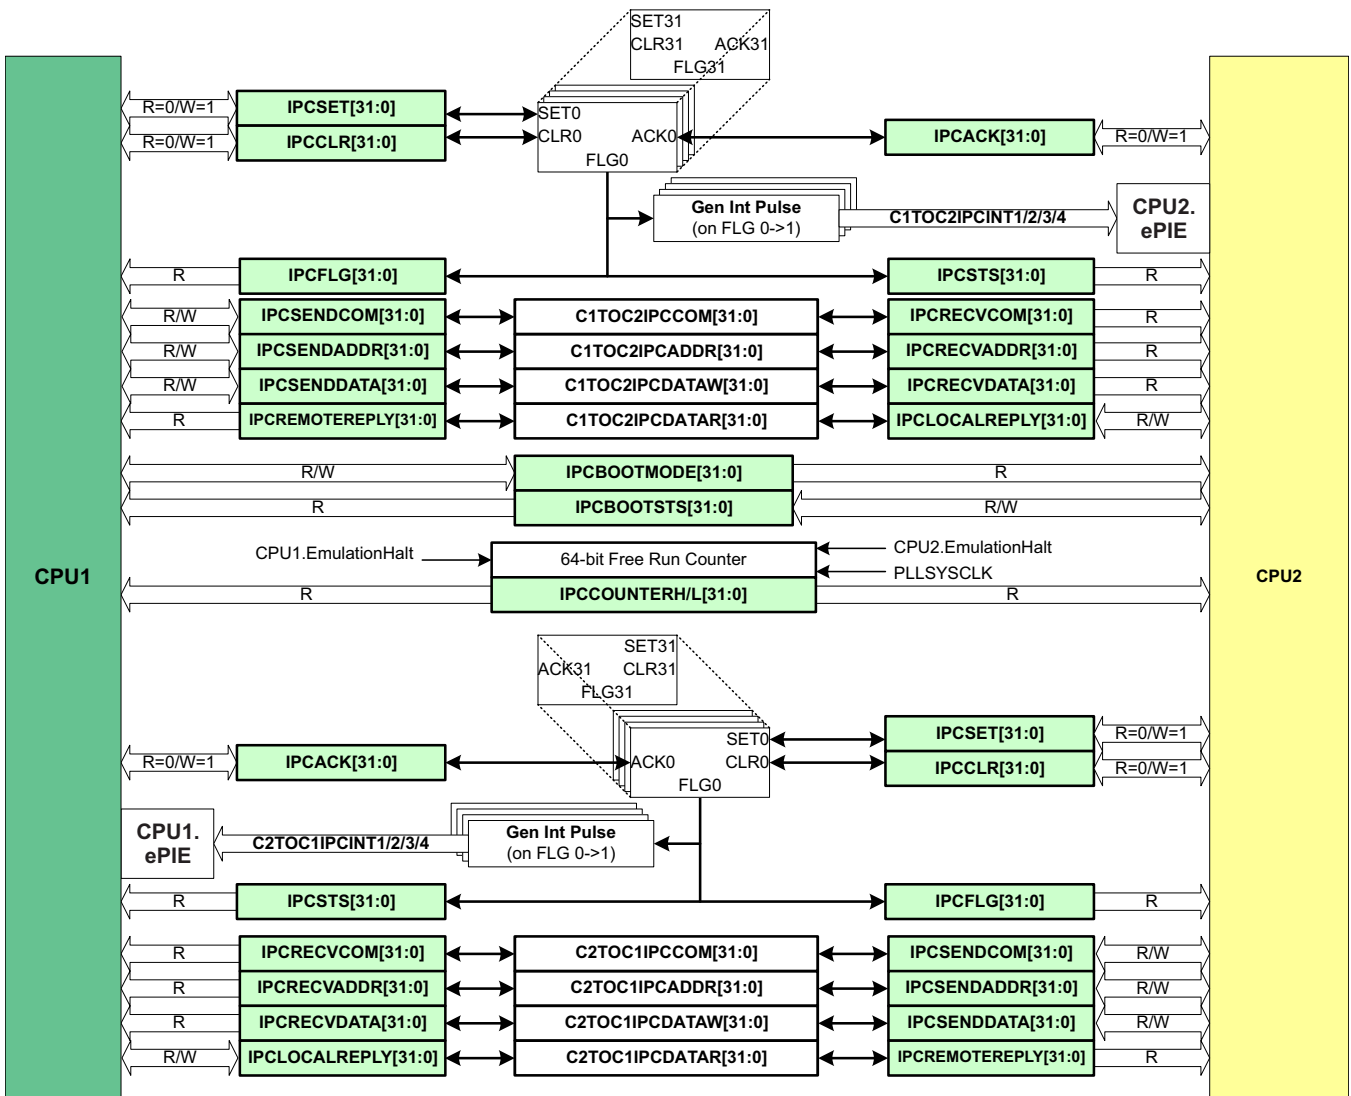 SET31
CLR31 ACK31
FLG31
R=0/W=1 IPCSET[31:0] SET0
R=0/W=1 IPCCLR[31:0] CLR0 ACK0 IPCACK[31:0] R=0/W=1
FLG0
Gen Int Pulse
(on FLG 0->1)
C1TOC2IPCINT1/2/3/4
CPU2.
ePIE
R IPCFLG[31:0] IPCSTS[31:0] R
R/W IPCSENDCOM[31:0] C1TOC2IPCCOM[31:0] IPCRECVCOM[31:0] R
R/W IPCSENDADDR[31:0] C1TOC2IPCADDR[31:0] IPCRECVADDR[31:0] R
R/W IPCSENDDATA[31:0] C1TOC2IPCDATAW[31:0] IPCRECVDATA[31:0] R
R IPCREMOTEREPLY[31:0] C1TOC2IPCDATAR[31:0] IPCLOCALREPLY[31:0] R/W
R/W IPCBOOTMODE[31:0] R
R IPCBOOTSTS[31:0] R/W
CPU1.EmulationHalt 64-bit Free Run Counter CPU2.EmulationHalt
PLLSYSCLK
CPU1
CPU2
R IPCCOUNTERH/L[31:0] R
SET31
ACK31 CLR31
FLG31
SET0 IPCSET[31:0] R=0/W=1
R=0/W=1 IPCACK[31:0] ACK0 CLR0 IPCCLR[31:0] R=0/W=1
FLG0
CPU1.
ePIE
C2TOC1IPCINT1/2/3/4
Gen Int Pulse
(on FLG 0->1)
R IPCSTS[31:0] IPCFLG[31:0] R
R IPCRECVCOM[31:0] C2TOC1IPCCOM[31:0] IPCSENDCOM[31:0] R/W
R IPCRECVADDR[31:0] C2TOC1IPCADDR[31:0] IPCSENDADDR[31:0] R/W
R IPCRECVDATA[31:0] C2TOC1IPCDATAW[31:0] IPCSENDDATA[31:0] R/W
R/W IPCLOCALREPLY[31:0] C2TOC1IPCDATAR[31:0] IPCREMOTEREPLY[31:0] R